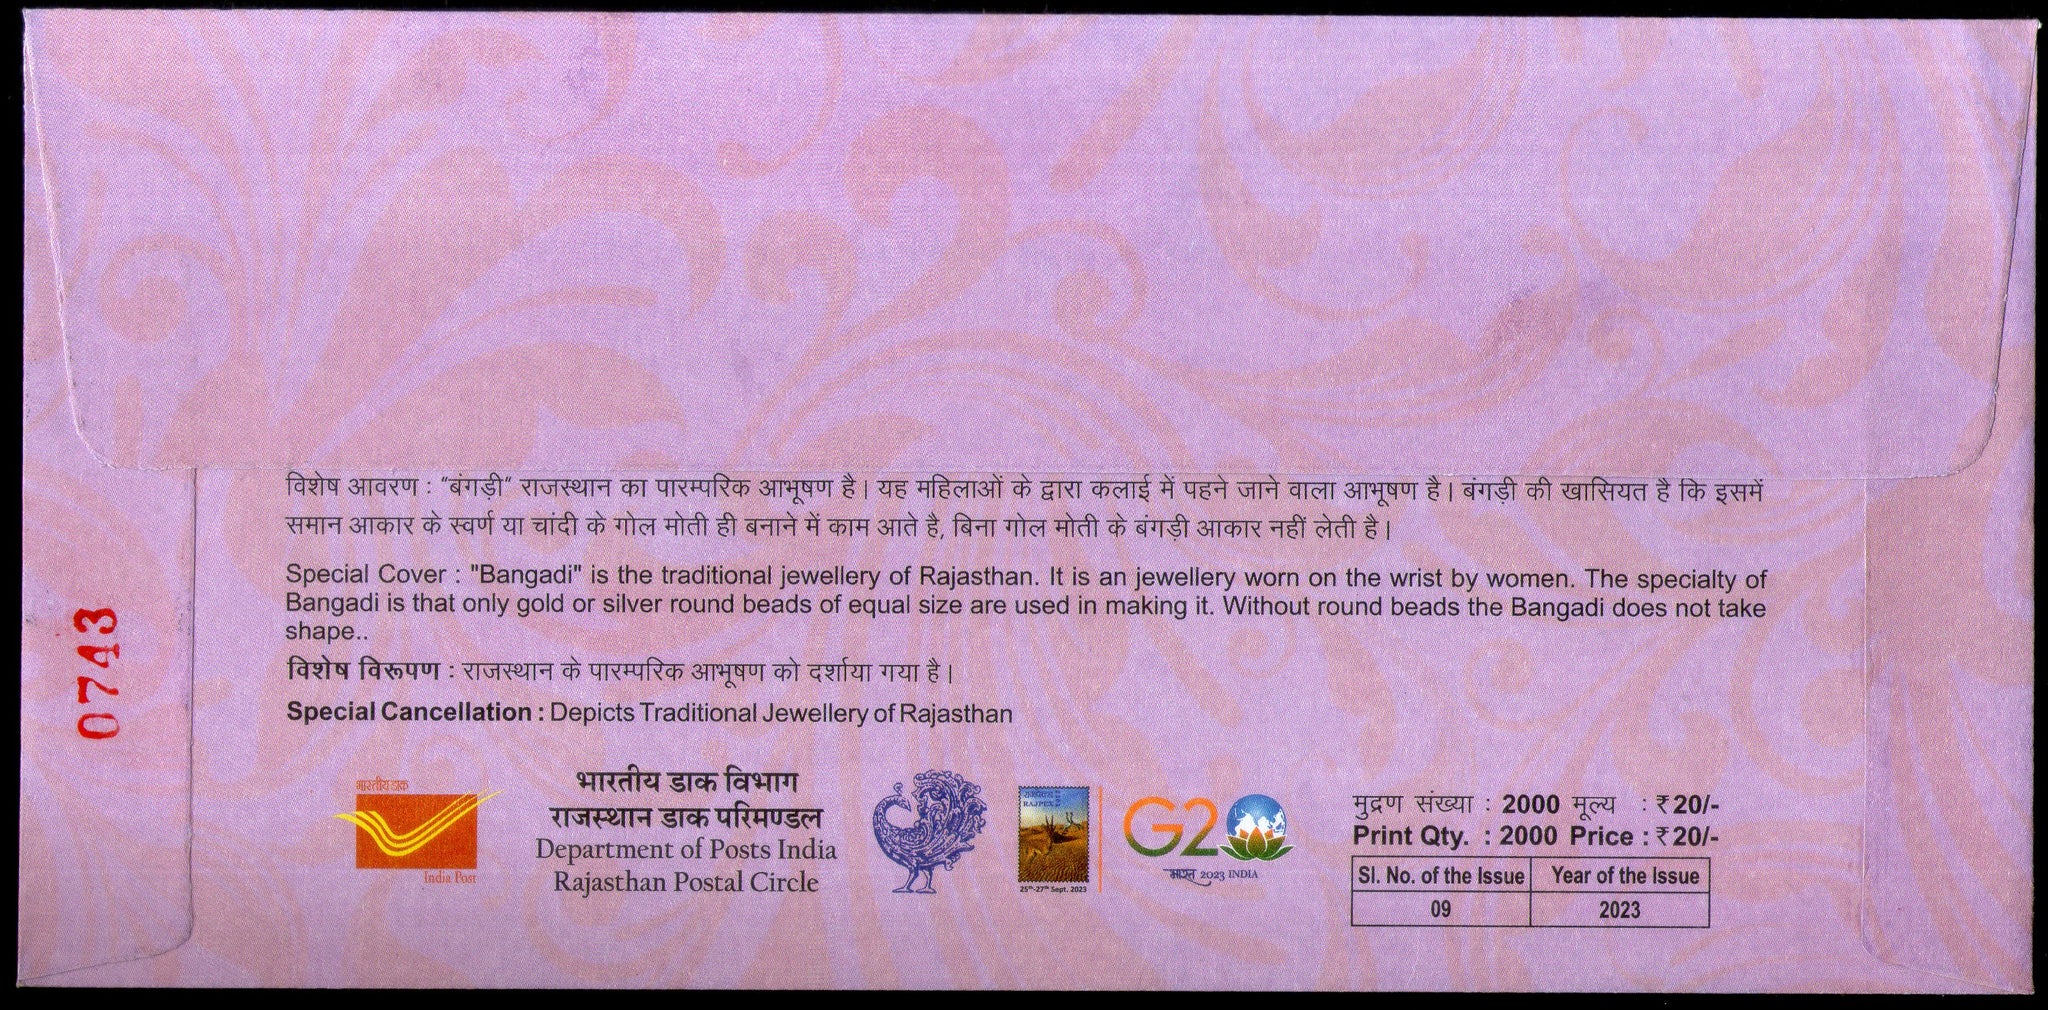 विशेष आवरण : "बंगड़ी" राजस्थान का पारम्परिक आभूषण है। यह महिलाओं के द्वारा कलाई में पहने जाने वाला आभूषण है। बंगड़ी की खासियत है कि इसमें
समान आकार के स्वर्ण या चांदी के गोल मोती ही बनाने में काम आते है, बिना गोल मोती के बंगड़ी आकार नहीं लेती है।
Special Cover : "Bangadi" is the traditional jewellery of Rajasthan. It is an jewellery worn on the wrist by women. The specialty of
Bangadi is that only gold or silver round beads of equal size are used in making it. Without round beads the Bangadi does not take
shape..
विशेष विरूपण : राजस्थान के पारम्परिक आभूषण को दर्शाया गया है।
Special Cancellation : Depicts Traditional Jewellery of Rajasthan
0743
भारतीय डाक
India Post
भारतीय डाक विभाग
राजस्थान डाक परिमण्डल
Department of Posts India
Rajasthan Postal Circle
RAJPEX
25th-27th Sept. 2023
G20
भारत 2023 INDIA
मुद्रण संख्या : 2000 मूल्य : ₹20/-
Print Qty. : 2000 Price : ₹20/-
Sl. No. of the Issue Year of the Issue
09 2023